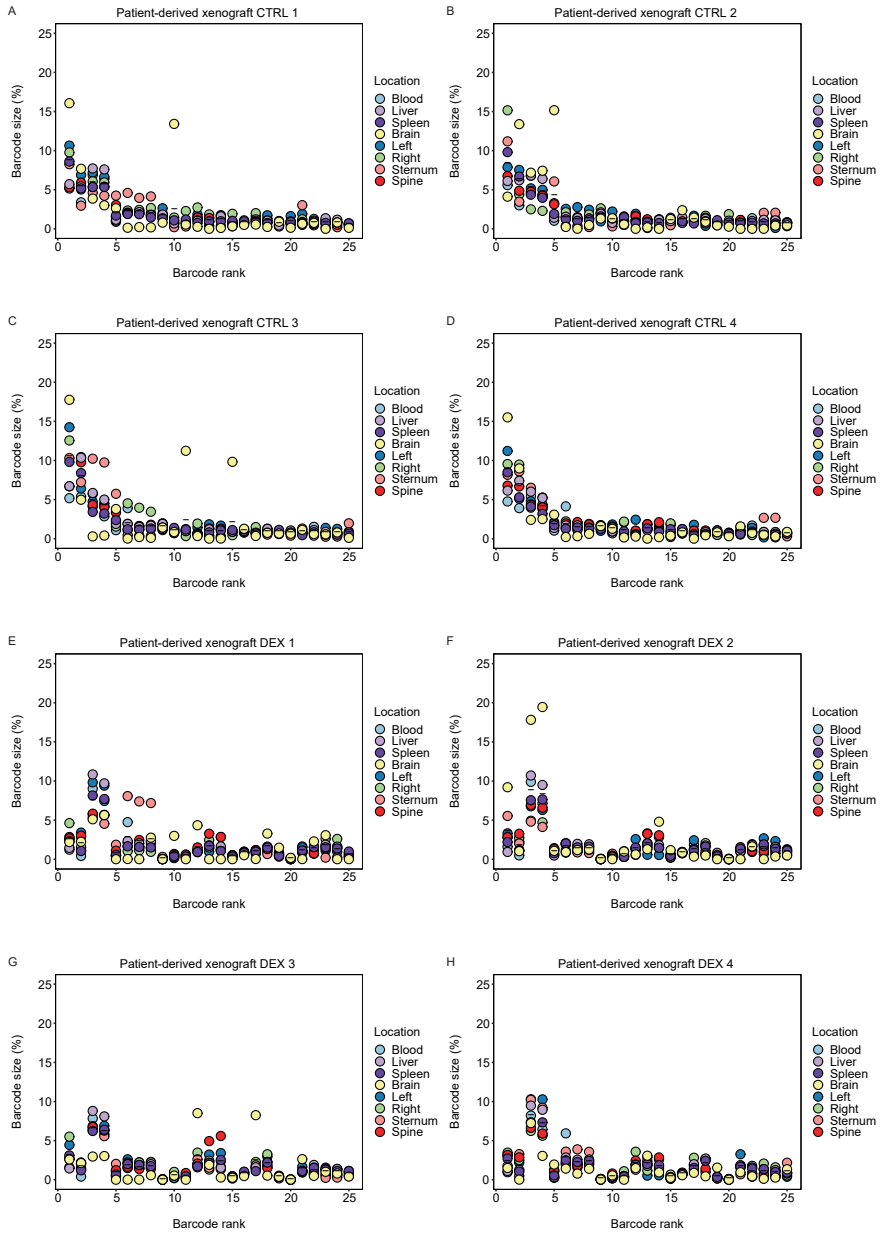 A
Patient-derived xenograft CTRL 1
25
20
15
10
5
0
Barcode size (%)
0 5 10 15 20 25
Barcode rank
Location
Blood
Liver
Spleen
Brain
Left
Right
Sternum
Spine
B
Patient-derived xenograft CTRL 2
25
20
15
10
5
0
Barcode size (%)
0 5 10 15 20 25
Barcode rank
Location
Blood
Liver
Spleen
Brain
Left
Right
Sternum
Spine
C
Patient-derived xenograft CTRL 3
25
20
15
10
5
0
Barcode size (%)
0 5 10 15 20 25
Barcode rank
Location
Blood
Liver
Spleen
Brain
Left
Right
Sternum
Spine
D
Patient-derived xenograft CTRL 4
25
20
15
10
5
0
Barcode size (%)
0 5 10 15 20 25
Barcode rank
Location
Blood
Liver
Spleen
Brain
Left
Right
Sternum
Spine
E
Patient-derived xenograft DEX 1
25
20
15
10
5
0
Barcode size (%)
0 5 10 15 20 25
Barcode rank
Location
Blood
Liver
Spleen
Brain
Left
Right
Sternum
Spine
F
Patient-derived xenograft DEX 2
25
20
15
10
5
0
Barcode size (%)
0 5 10 15 20 25
Barcode rank
Location
Blood
Liver
Spleen
Brain
Left
Right
Sternum
Spine
G
Patient-derived xenograft DEX 3
25
20
15
10
5
0
Barcode size (%)
0 5 10 15 20 25
Barcode rank
Location
Blood
Liver
Spleen
Brain
Left
Right
Sternum
Spine
H
Patient-derived xenograft DEX 4
25
20
15
10
5
0
Barcode size (%)
0 5 10 15 20 25
Barcode rank
Location
Blood
Liver
Spleen
Brain
Left
Right
Sternum
Spine